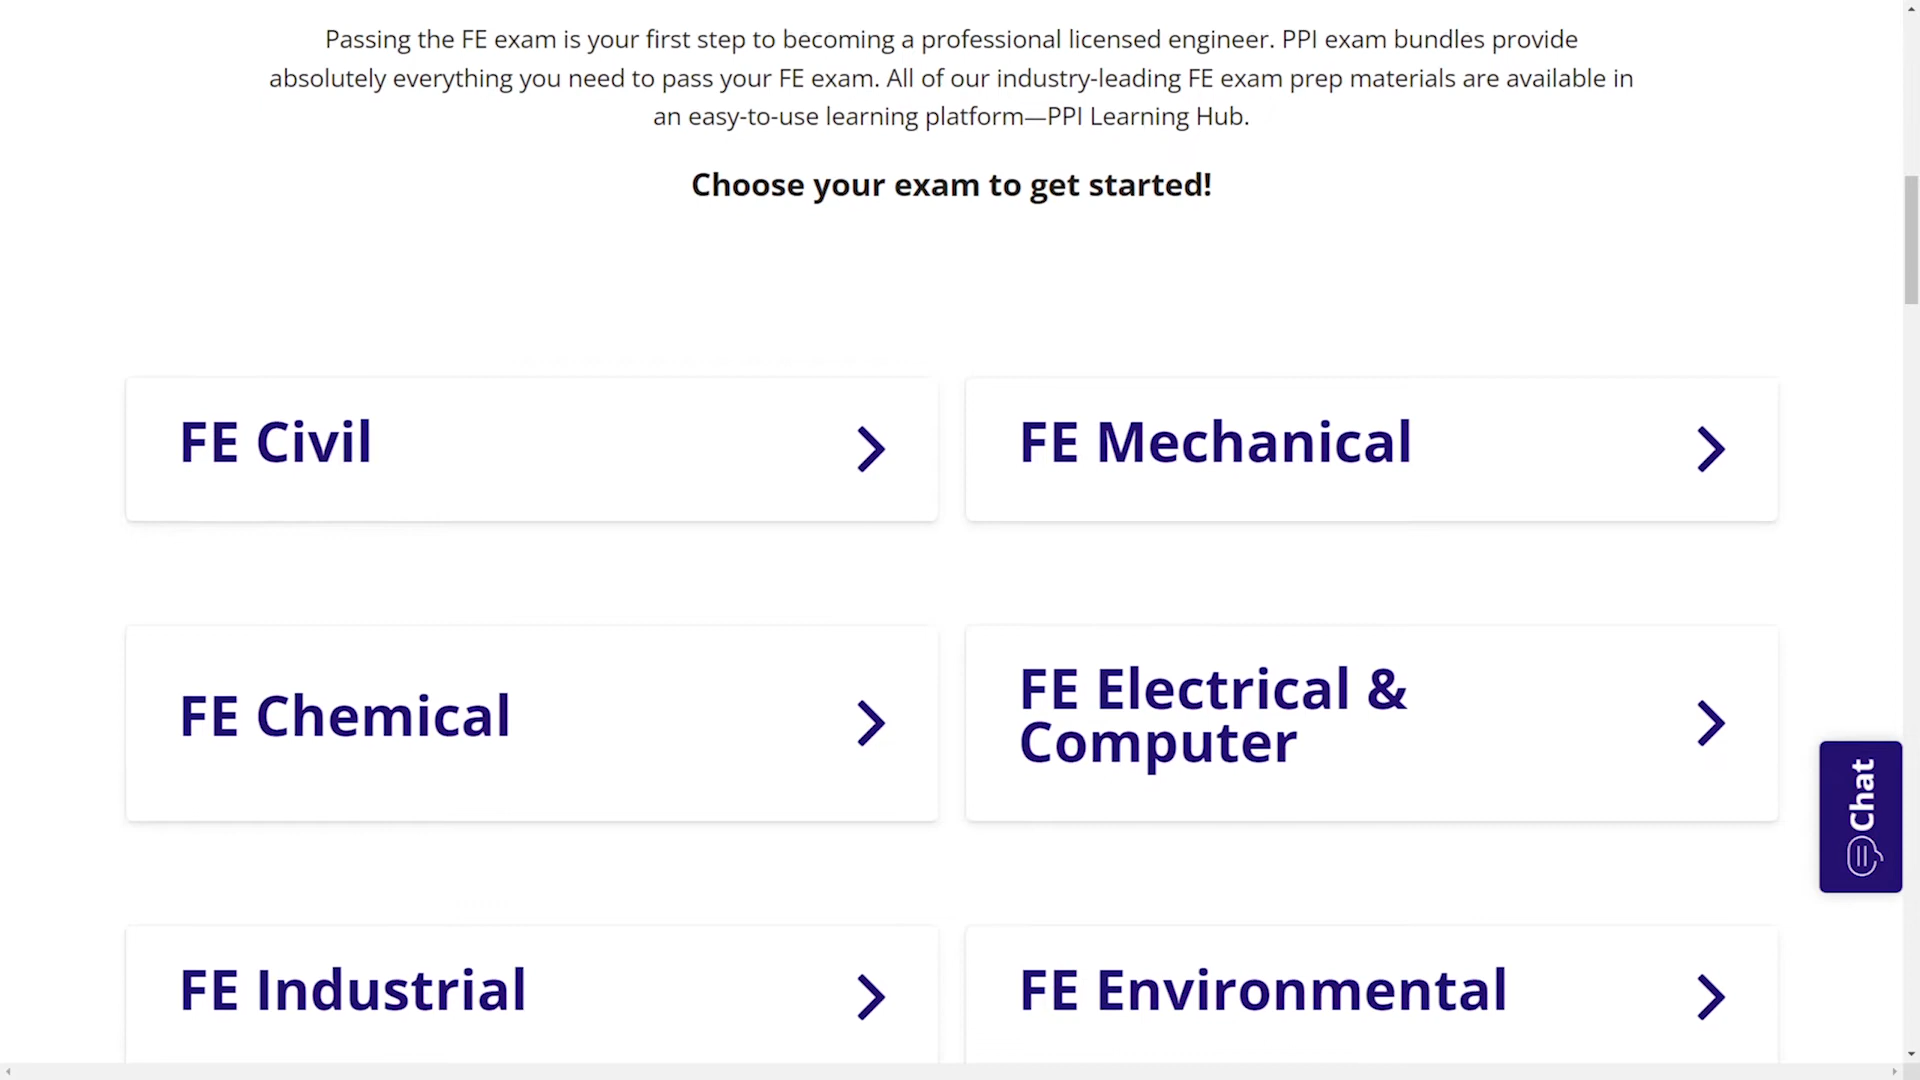 Passing the FE exam is your first step to becoming a professional licensed engineer. PPI exam bundles provide
absolutely everything you need to pass your FE exam. All of our industry-leading FE exam prep materials are available in
an easy-to-use learning platform—PPI Learning Hub.
Choose your exam to get started!
FE Civil
FE Mechanical
FE Chemical
FE Electrical &
Computer
Chat
FE Industrial
FE Environmental